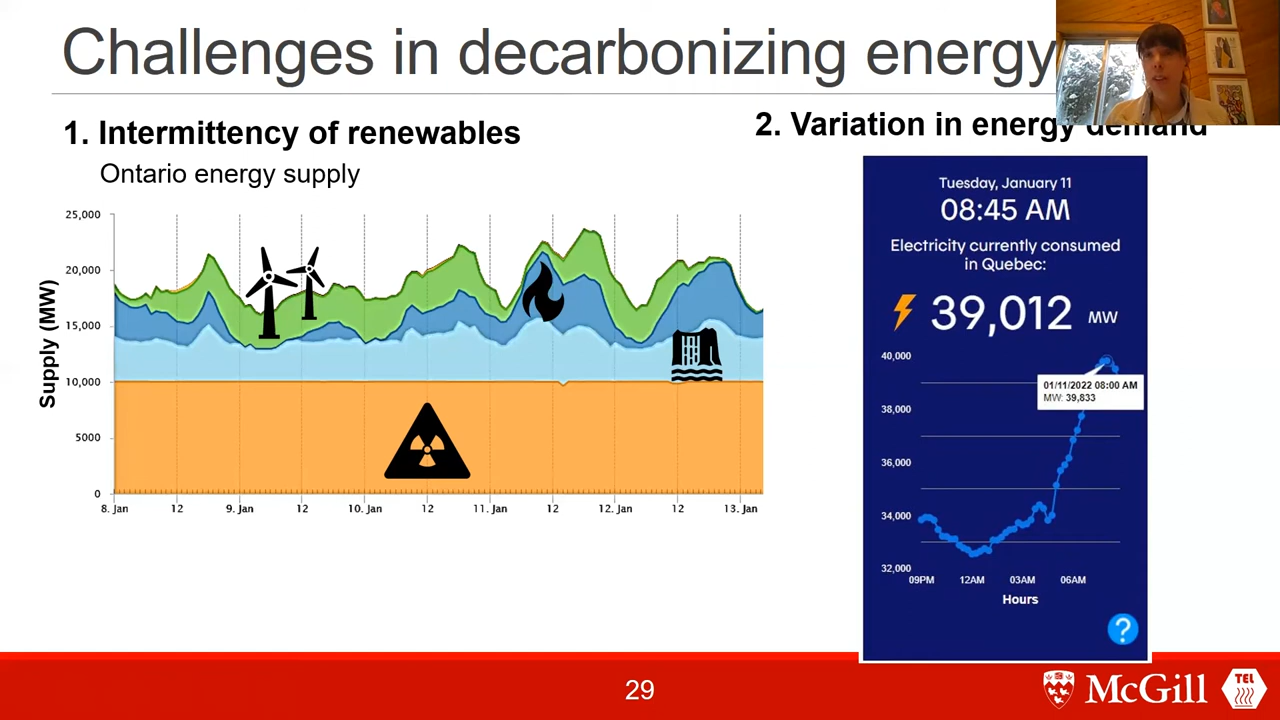 Challenges in decarbonizing energy
1. Intermittency of renewables
Ontario energy supply
Supply (MW)
25,000
20,000
15,000
10,000
5000
0
8. Jan
12
9. Jan
12
10. Jan
12
11. Jan
12
12. Jan
12
13. Jan
2. Variation in energy demand
Tuesday, January 11
08:45 AM
Electricity currently consumed
in Quebec:
39,012 MW
40,000
01/11/2022 08:00 AM
MW: 39,833
38,000
36,000
34,000
32,000
09PM
12AM
03AM
06AM
Hours
?
29
McGill
TEL